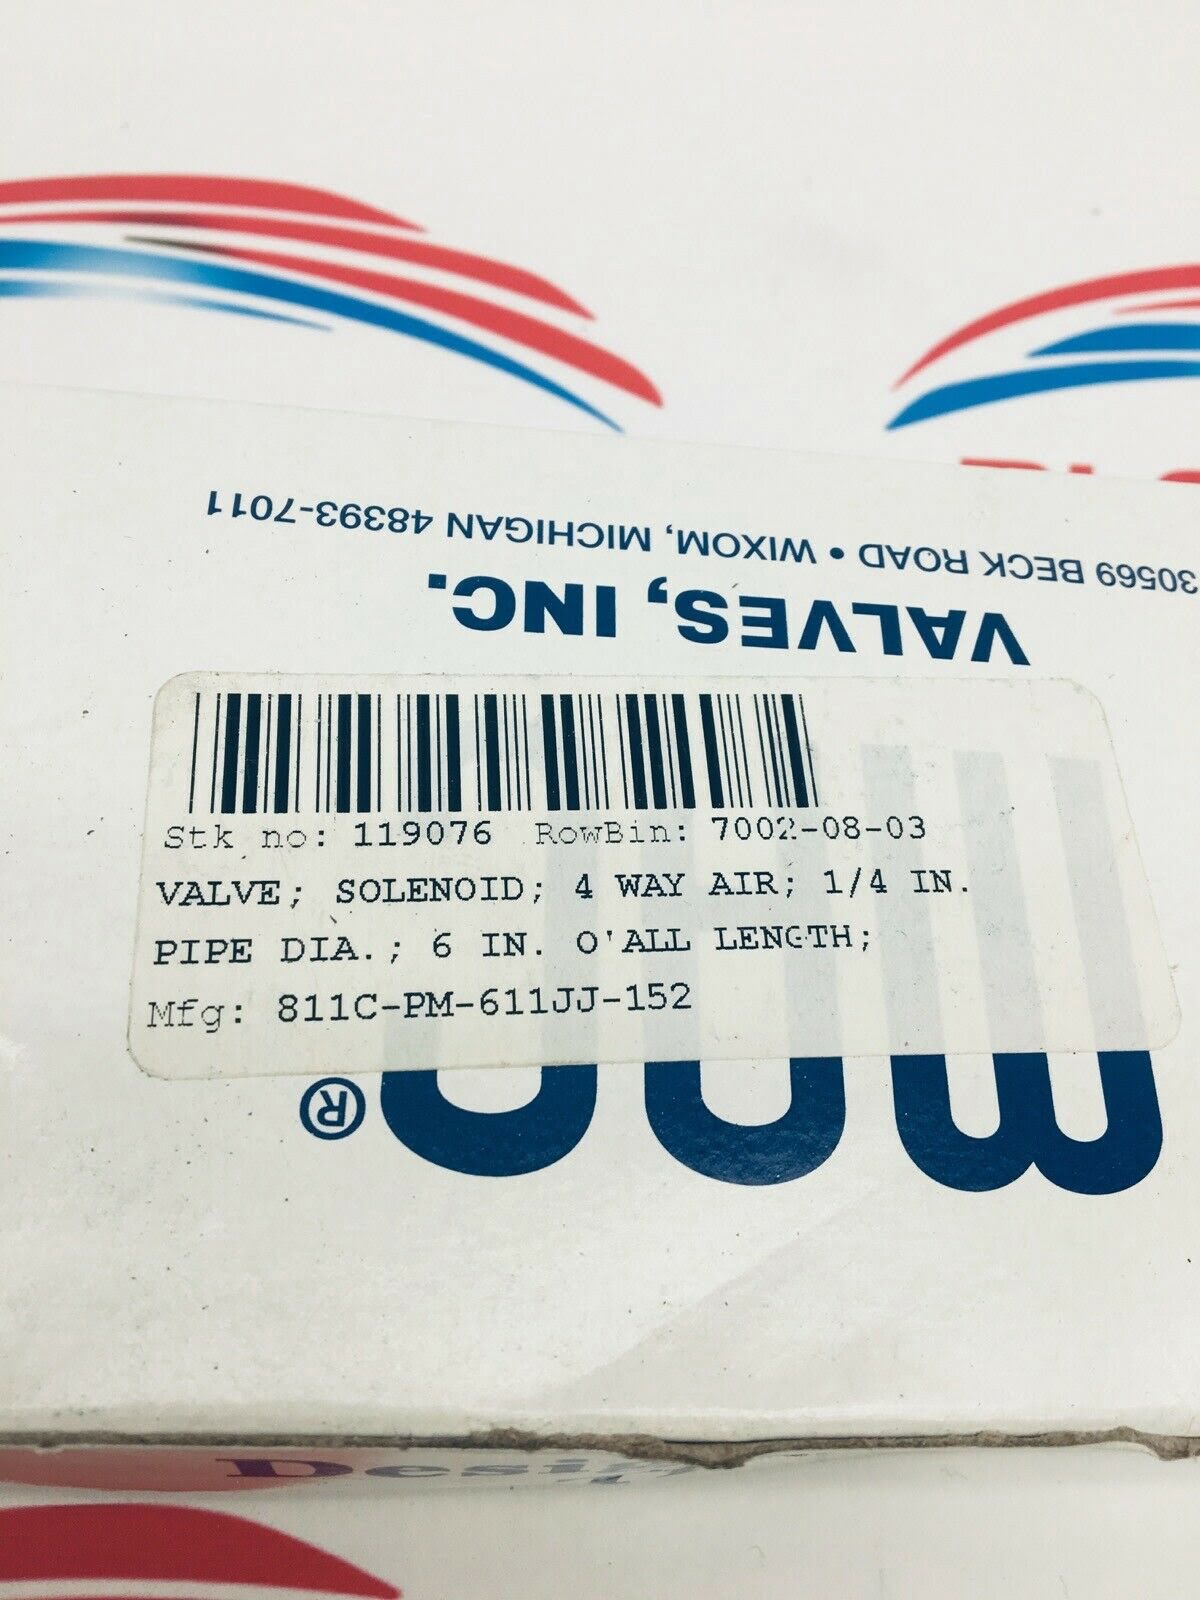 30569 BECK ROAD • WIXOM, MICHIGAN 48393-7011
VALVES, INC.
Stk no: 119076 RowBin: 7002-08-03
VALVE; SOLENOID; 4 WAY AIR; 1/4 IN.
PIPE DIA.; 6 IN. O'ALL LENGTH;
Mfg: 811C-PM-611JJ-152
®